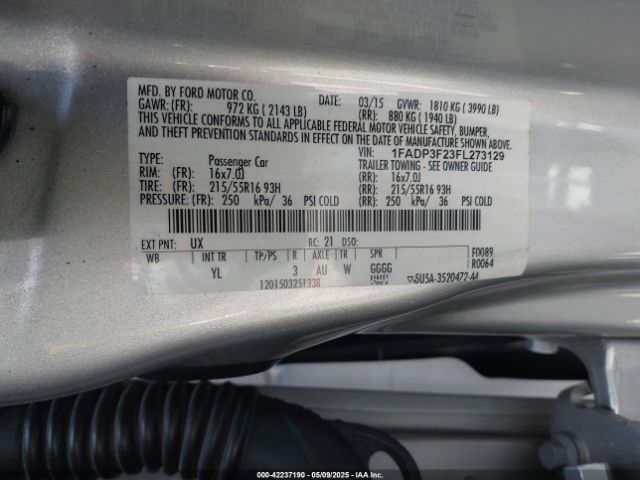 MFD. BY FORD MOTOR CO. DATE: 03/15 GVWR: 1810 KG ( 3990 LB)
GAWR: (FR): 972 KG ( 2143 LB) (RR): 880 KG ( 1940 LB)
THIS VEHICLE CONFORMS TO ALL APPLICABLE FEDERAL MOTOR VEHICLE SAFETY, BUMPER,
AND THEFT PREVENTION STANDARDS IN EFFECT ON THE DATE OF MANUFACTURE SHOWN ABOVE.
VIN: 1FADP3F23FL273129
TYPE: Passenger Car TRAILER TOWING - SEE OWNER GUIDE
RIM: (FR): 16x7.0J (RR): 16x7.0J
TIRE: (FR): 215/55R16 93H (RR): 215/55R16 93H
PRESSURE: (FR): 250 kPa/ 36 PSI COLD (RR): 250 kPa/ 36 PSI COLD
EXT PNT: UX RC: 21 DSO: F0089
WB INT TR TP/PS R AXLE TR SPR R0064
YL 3 AU W GGGG
1201503251338
000-42237190 - 05/09/2025 - IAAI.COM